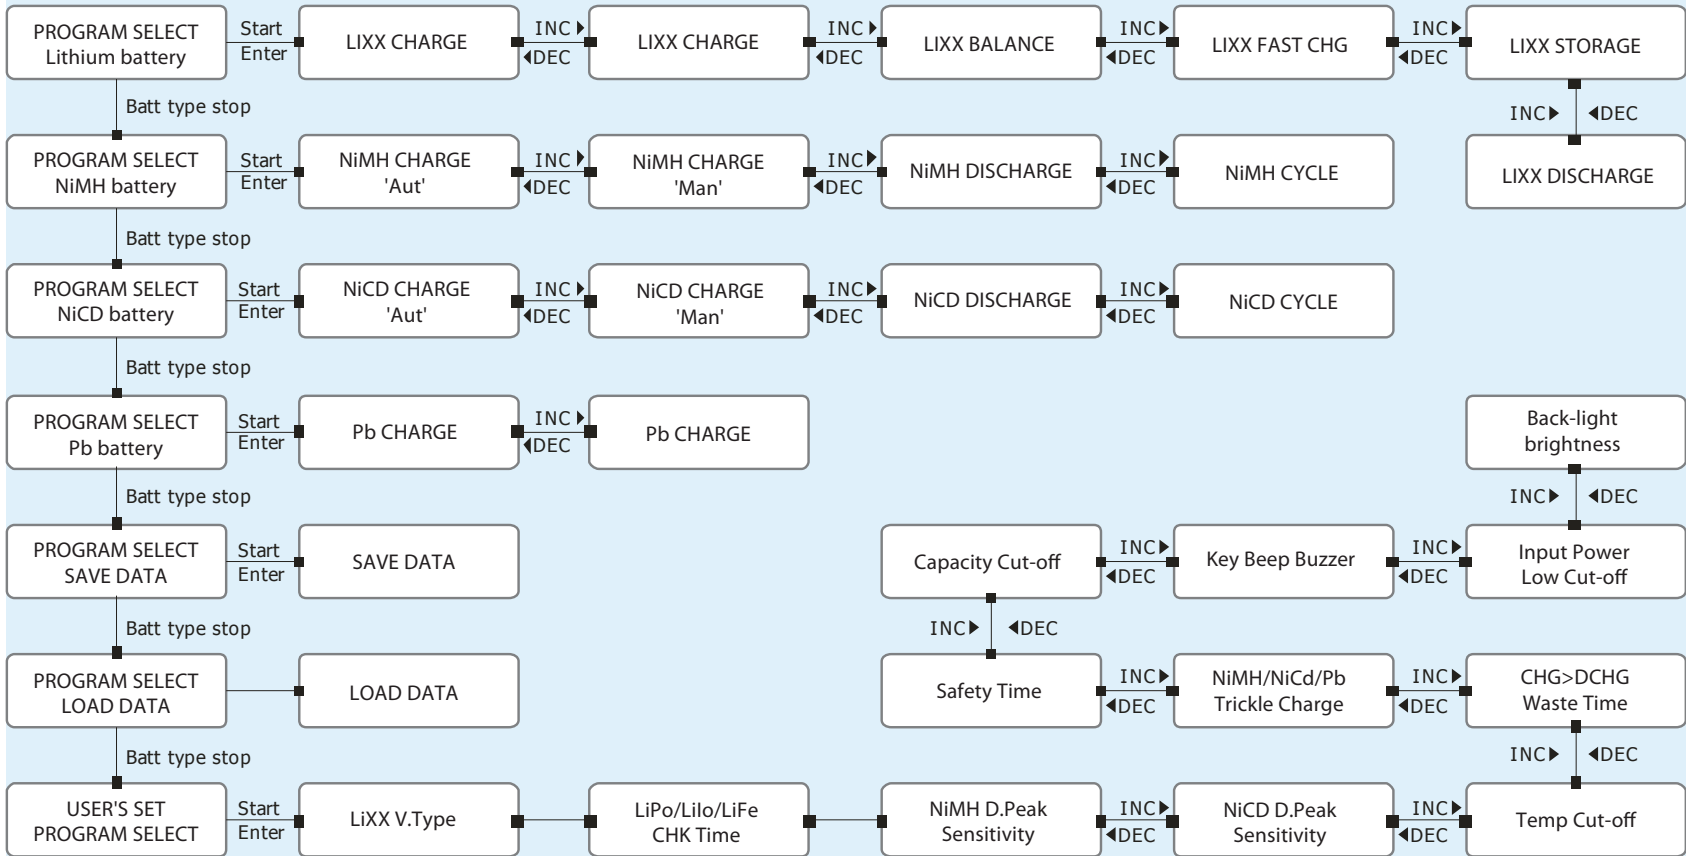 PROGRAM SELECT
Lithium battery
Start
Enter
LIXX CHARGE
INC ▶
◀DEC
LIXX CHARGE
INC ▶
◀DEC
LIXX BALANCE
INC ▶
◀DEC
LIXX FAST CHG
INC ▶
◀DEC
LIXX STORAGE
Batt type stop
INC▶ ◀DEC
PROGRAM SELECT
NiMH battery
Start
Enter
NiMH CHARGE
'Aut'
INC ▶
◀DEC
NiMH CHARGE
'Man'
INC ▶
◀DEC
NiMH DISCHARGE
INC ▶
◀DEC
NiMH CYCLE
LIXX DISCHARGE
Batt type stop
PROGRAM SELECT
NiCD battery
Start
Enter
NiCD CHARGE
'Aut'
INC ▶
◀DEC
NiCD CHARGE
'Man'
INC ▶
◀DEC
NiCD DISCHARGE
INC ▶
◀DEC
NiCD CYCLE
Batt type stop
PROGRAM SELECT
Pb battery
Start
Enter
Pb CHARGE
INC ▶
◀DEC
Pb CHARGE
Back-light
brightness
Batt type stop
INC▶ ◀DEC
PROGRAM SELECT
SAVE DATA
Start
Enter
SAVE DATA
Capacity Cut-off
INC▶
◀DEC
Key Beep Buzzer
INC▶
◀DEC
Input Power
Low Cut-off
Batt type stop
INC▶ ◀DEC
PROGRAM SELECT
LOAD DATA
LOAD DATA
Safety Time
INC▶
◀DEC
NiMH/NiCd/Pb
Trickle Charge
INC▶
◀DEC
CHG>DCHG
Waste Time
Batt type stop
INC▶ ◀DEC
USER'S SET
PROGRAM SELECT
Start
Enter
LiXX V.Type
LiPo/LiIo/LiFe
CHK Time
NiMH D.Peak
Sensitivity
INC▶
◀DEC
NiCD D.Peak
Sensitivity
INC▶
◀DEC
Temp Cut-off